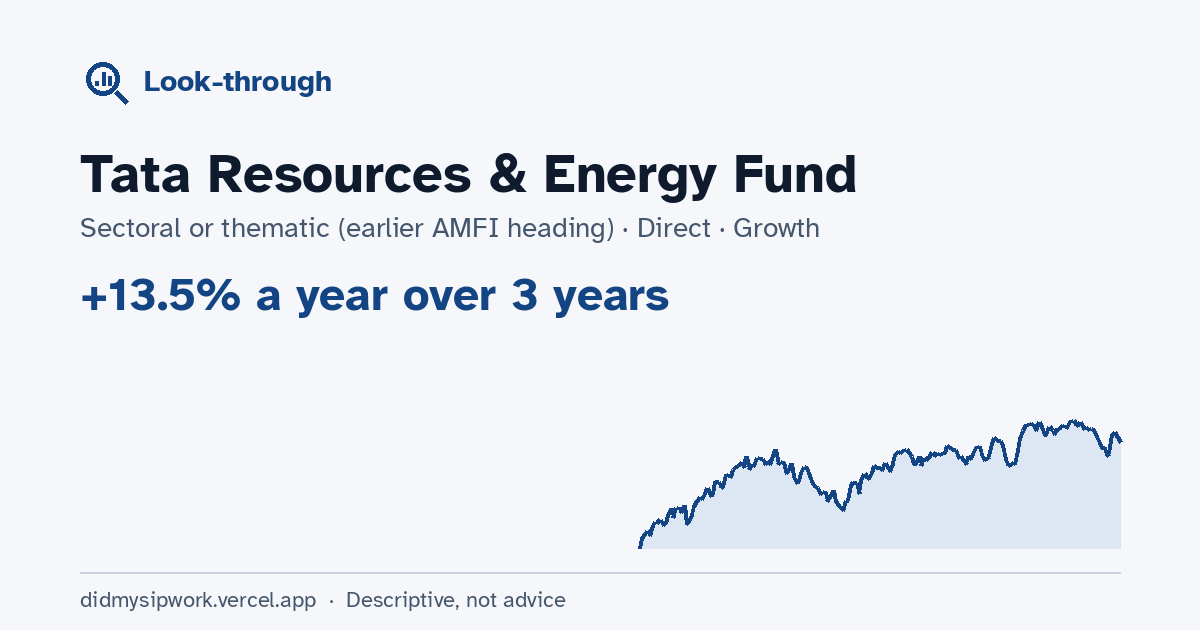 Look-through
Tata Resources & Energy Fund
Sectoral or thematic (earlier AMFI heading) · Direct · Growth
+13.5% a year over 3 years
didmysipwork.vercel.app · Descriptive, not advice